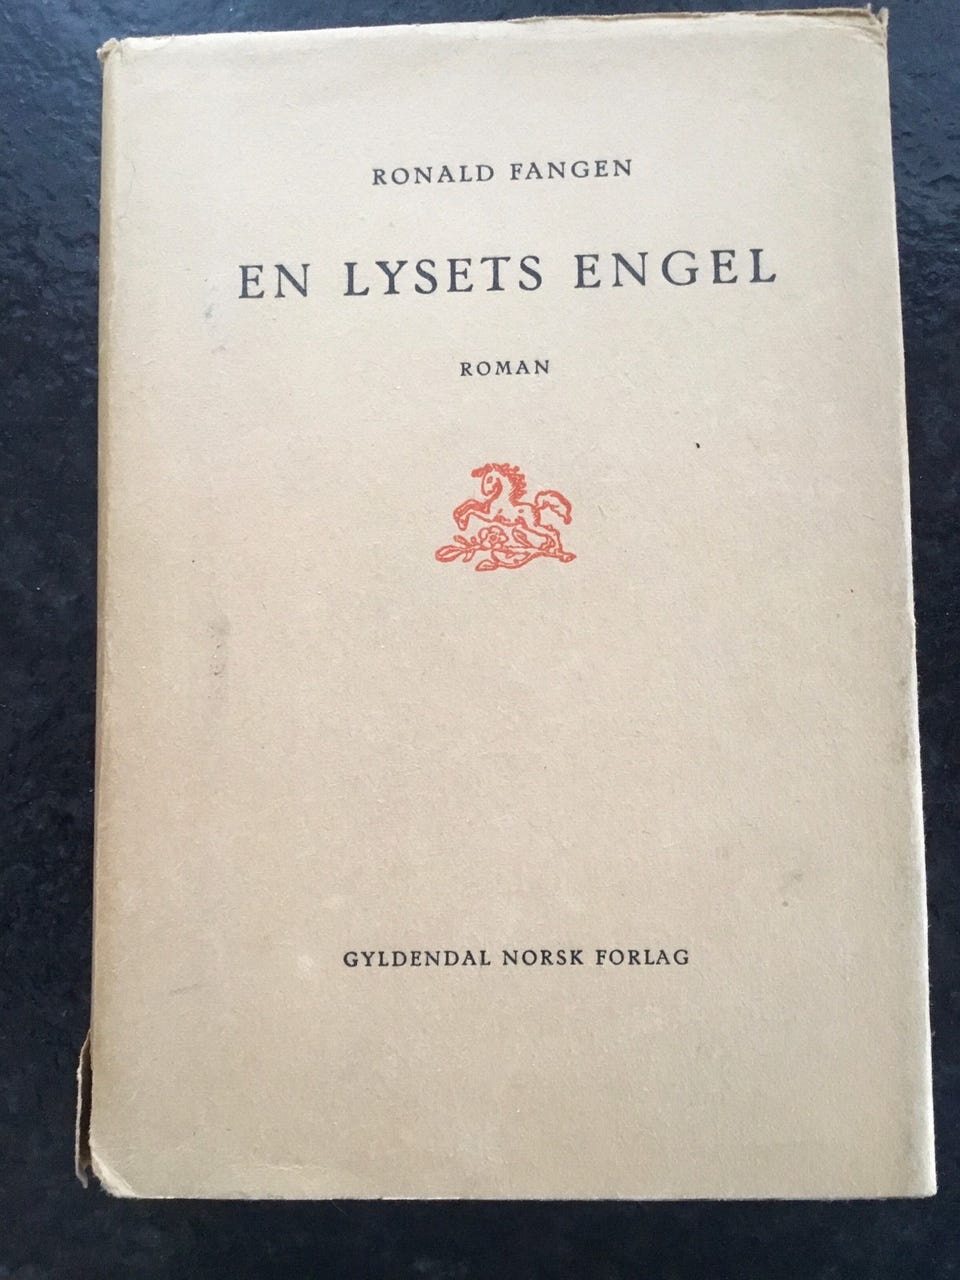 RONALD FANGEN
EN LYSETS ENGEL
ROMAN
GYLDENDAL NORSK FORLAG